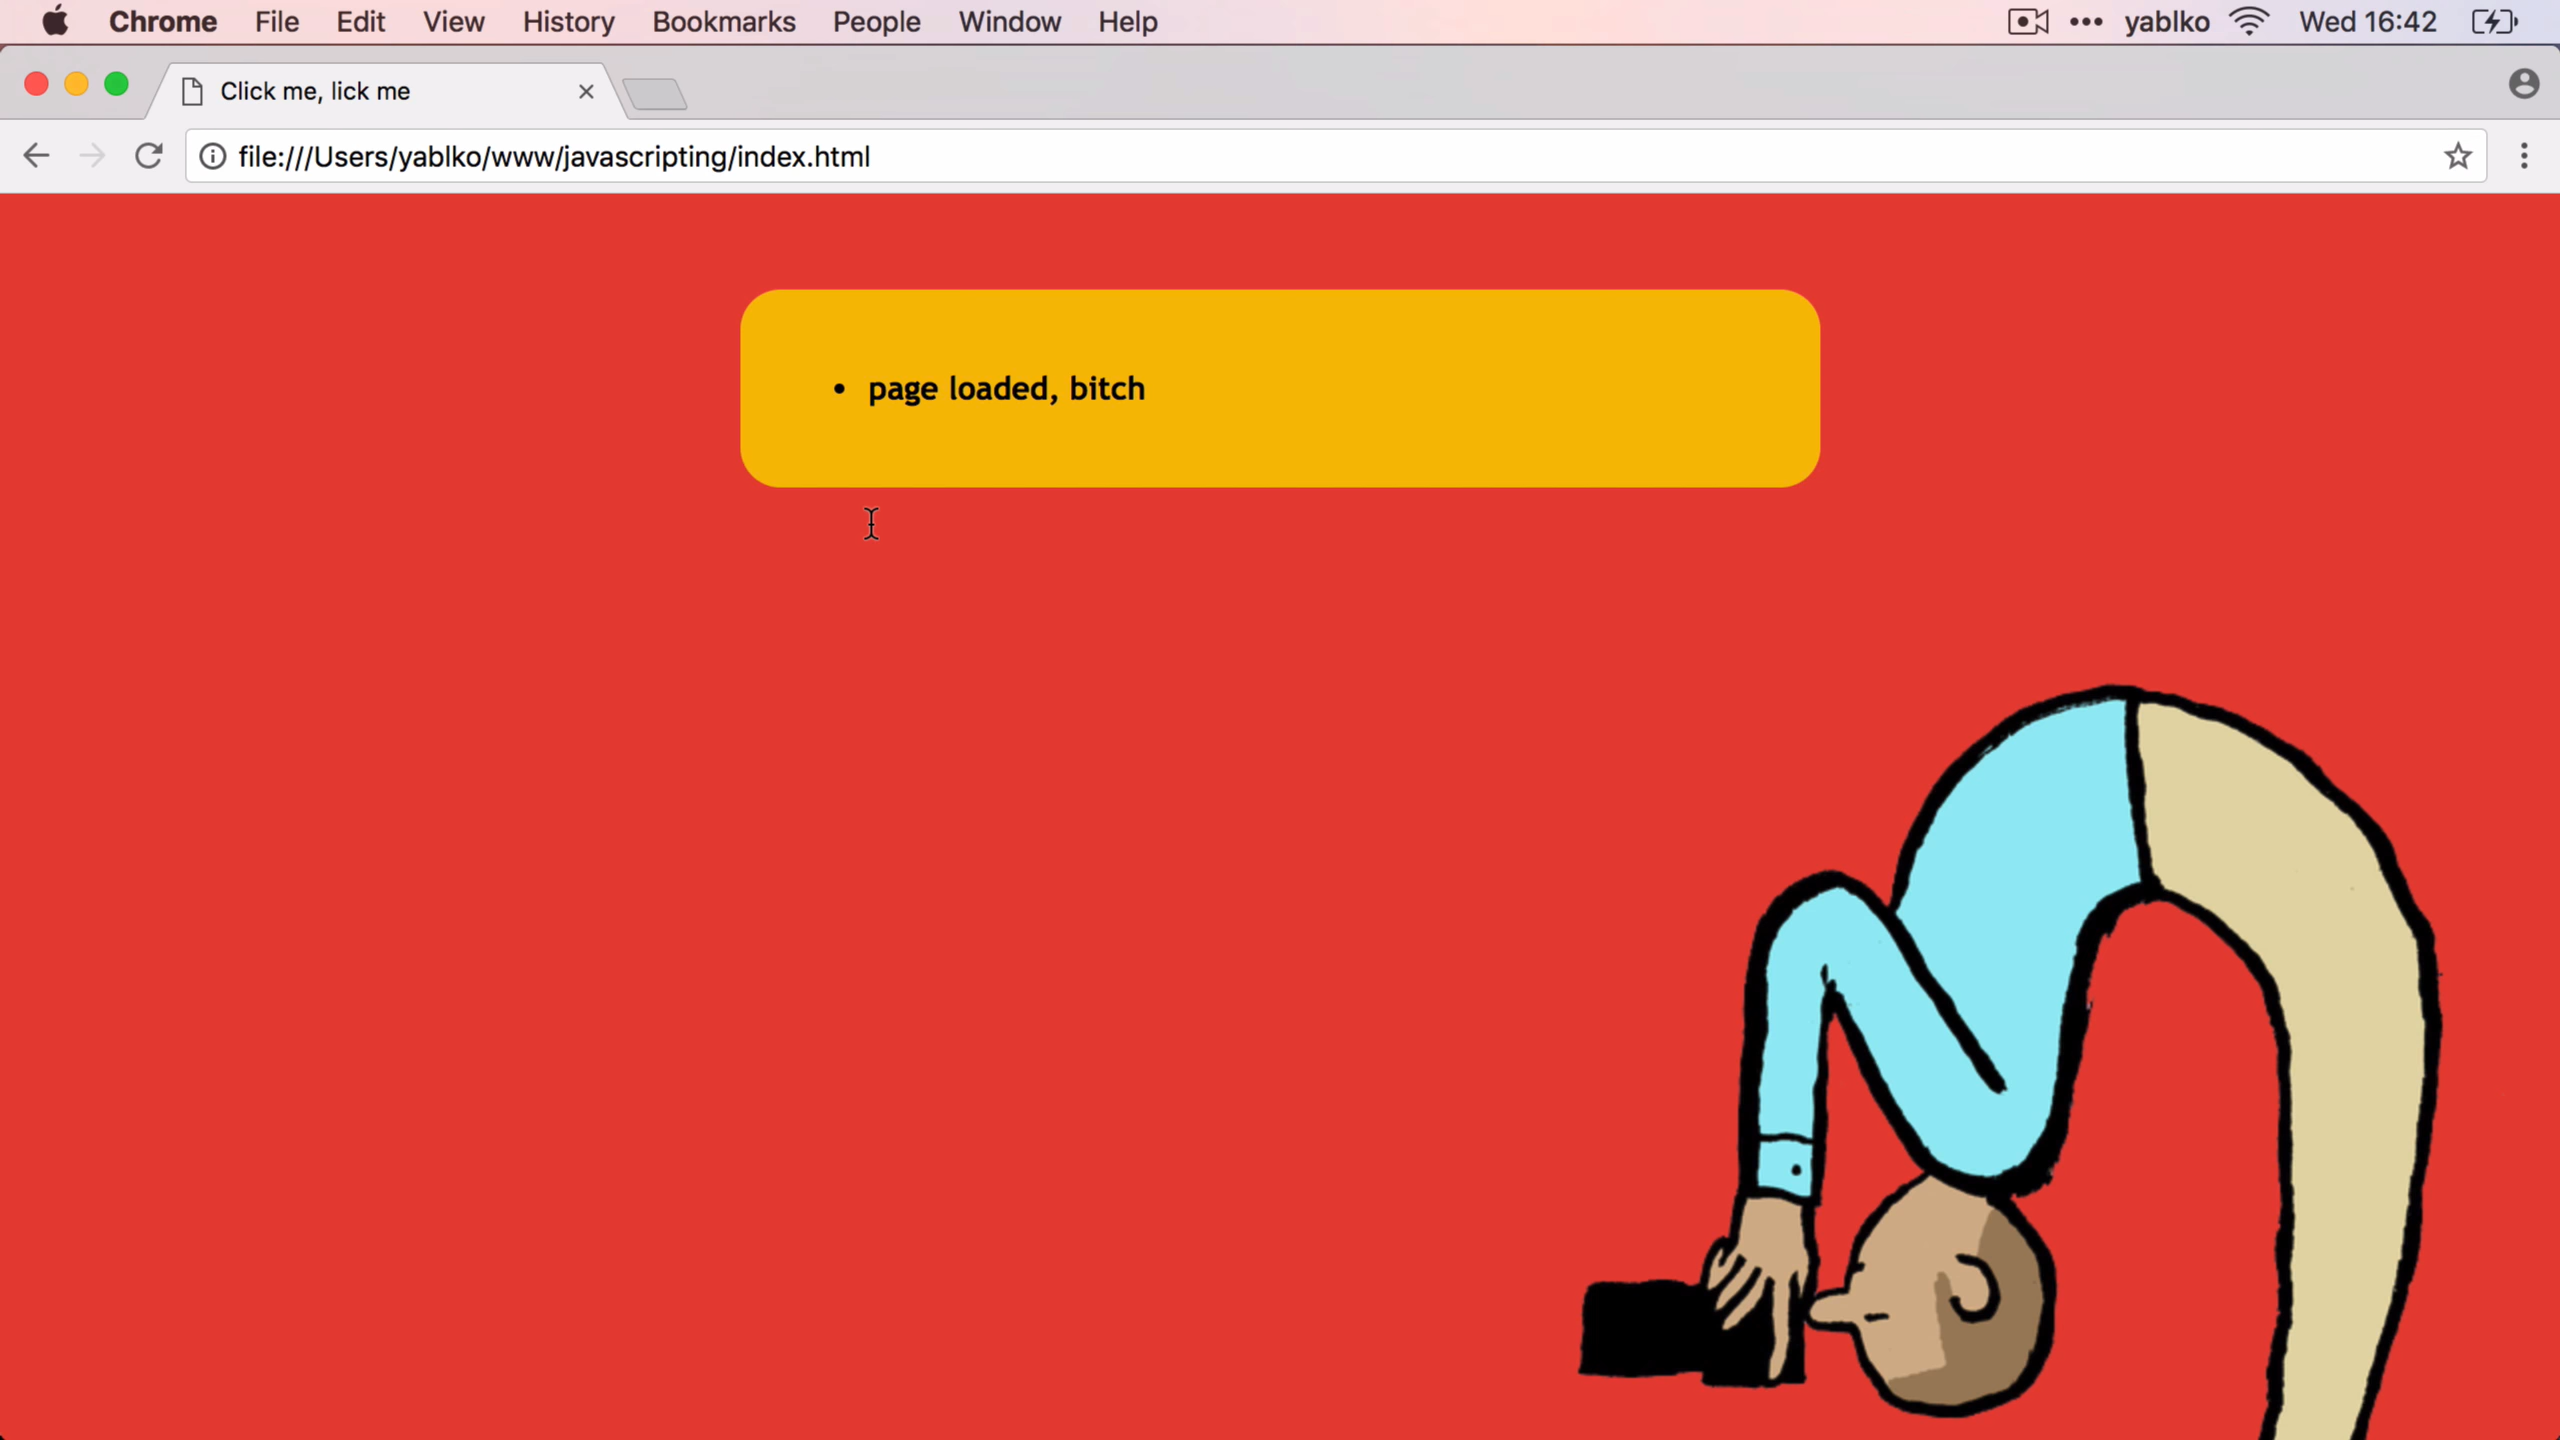 Chrome File Edit View History Bookmarks People Window Help yablko Wed 16:42
Click me, lick me
file:///Users/yablko/www/javascripting/index.html
• page loaded, bitch